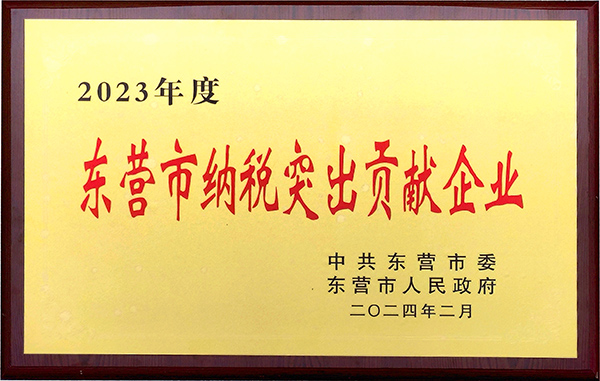 2023年度
东营市纳税突出贡献企业
中共东营市委
东营市人民政府
二〇二四年二月